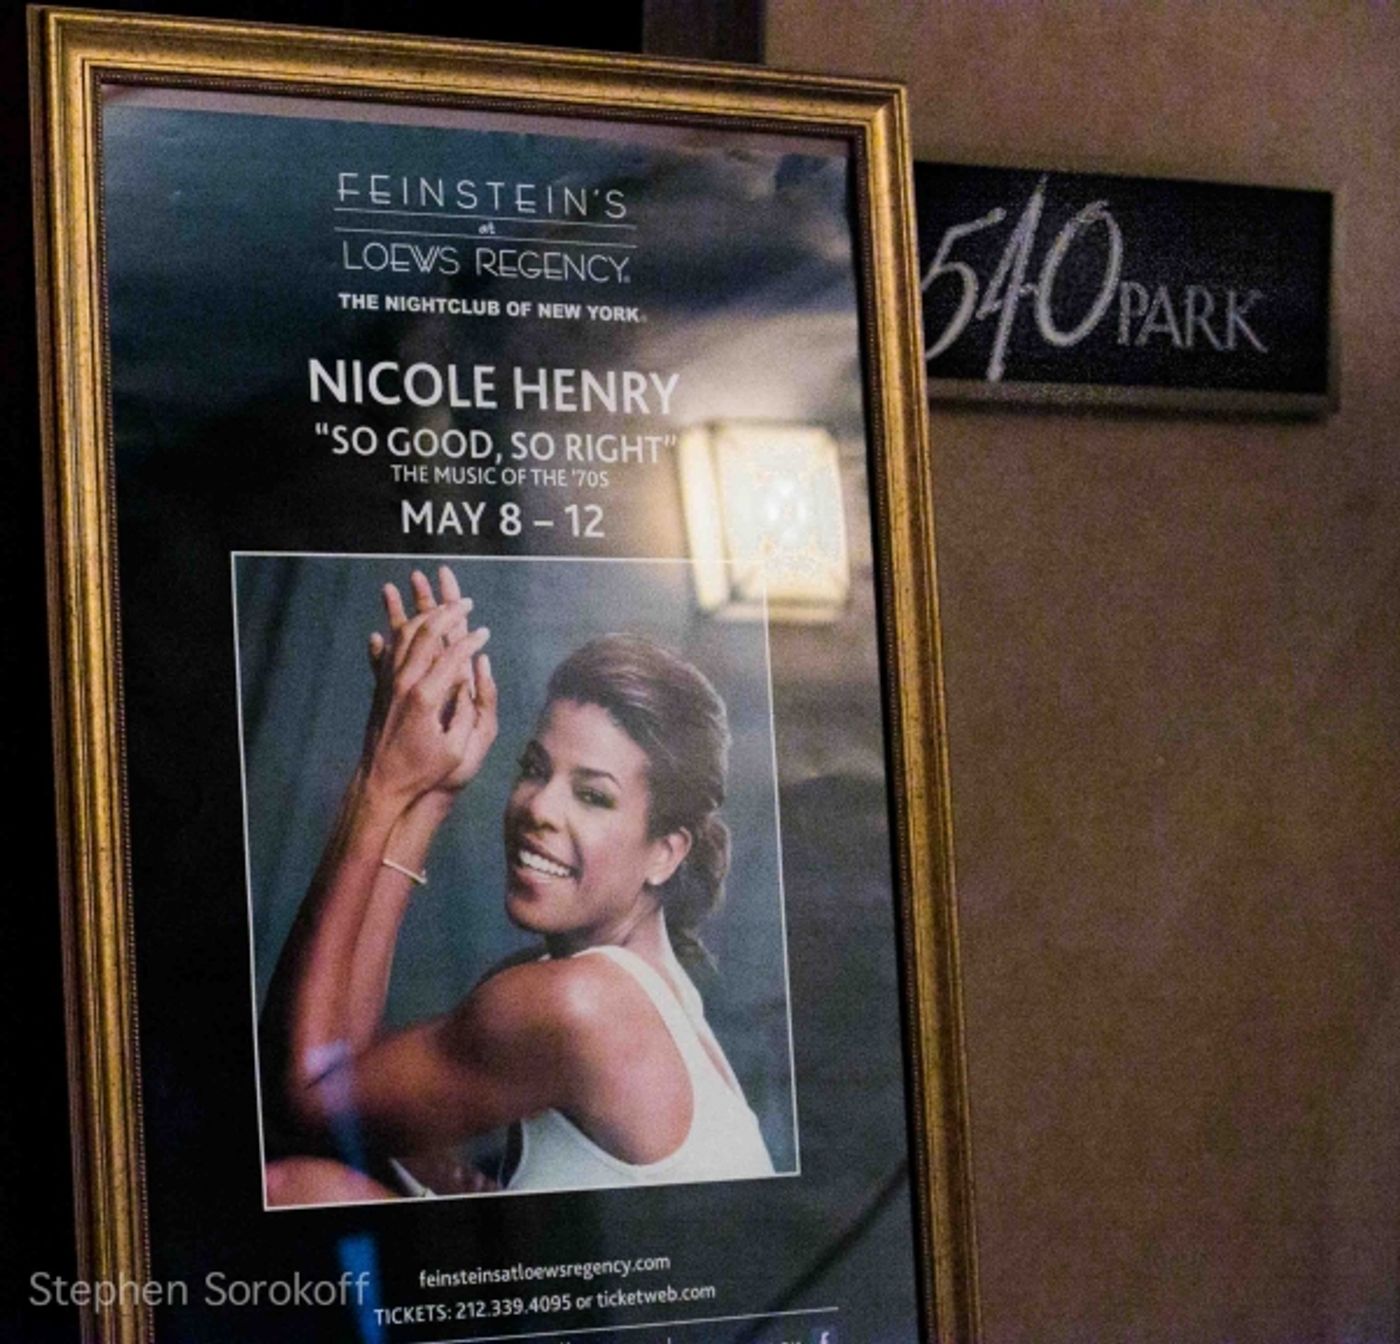 FEINSTEIN'S
at
LOEWS REGENCY®
THE NIGHTCLUB OF NEW YORK®
NICOLE HENRY
"SO GOOD, SO RIGHT"
THE MUSIC OF THE '70S
MAY 8 – 12
feinsteinsatloewsregency.com
TICKETS: 212.339.4095 or ticketweb.com
540 PARK
Stephen Sorokoff